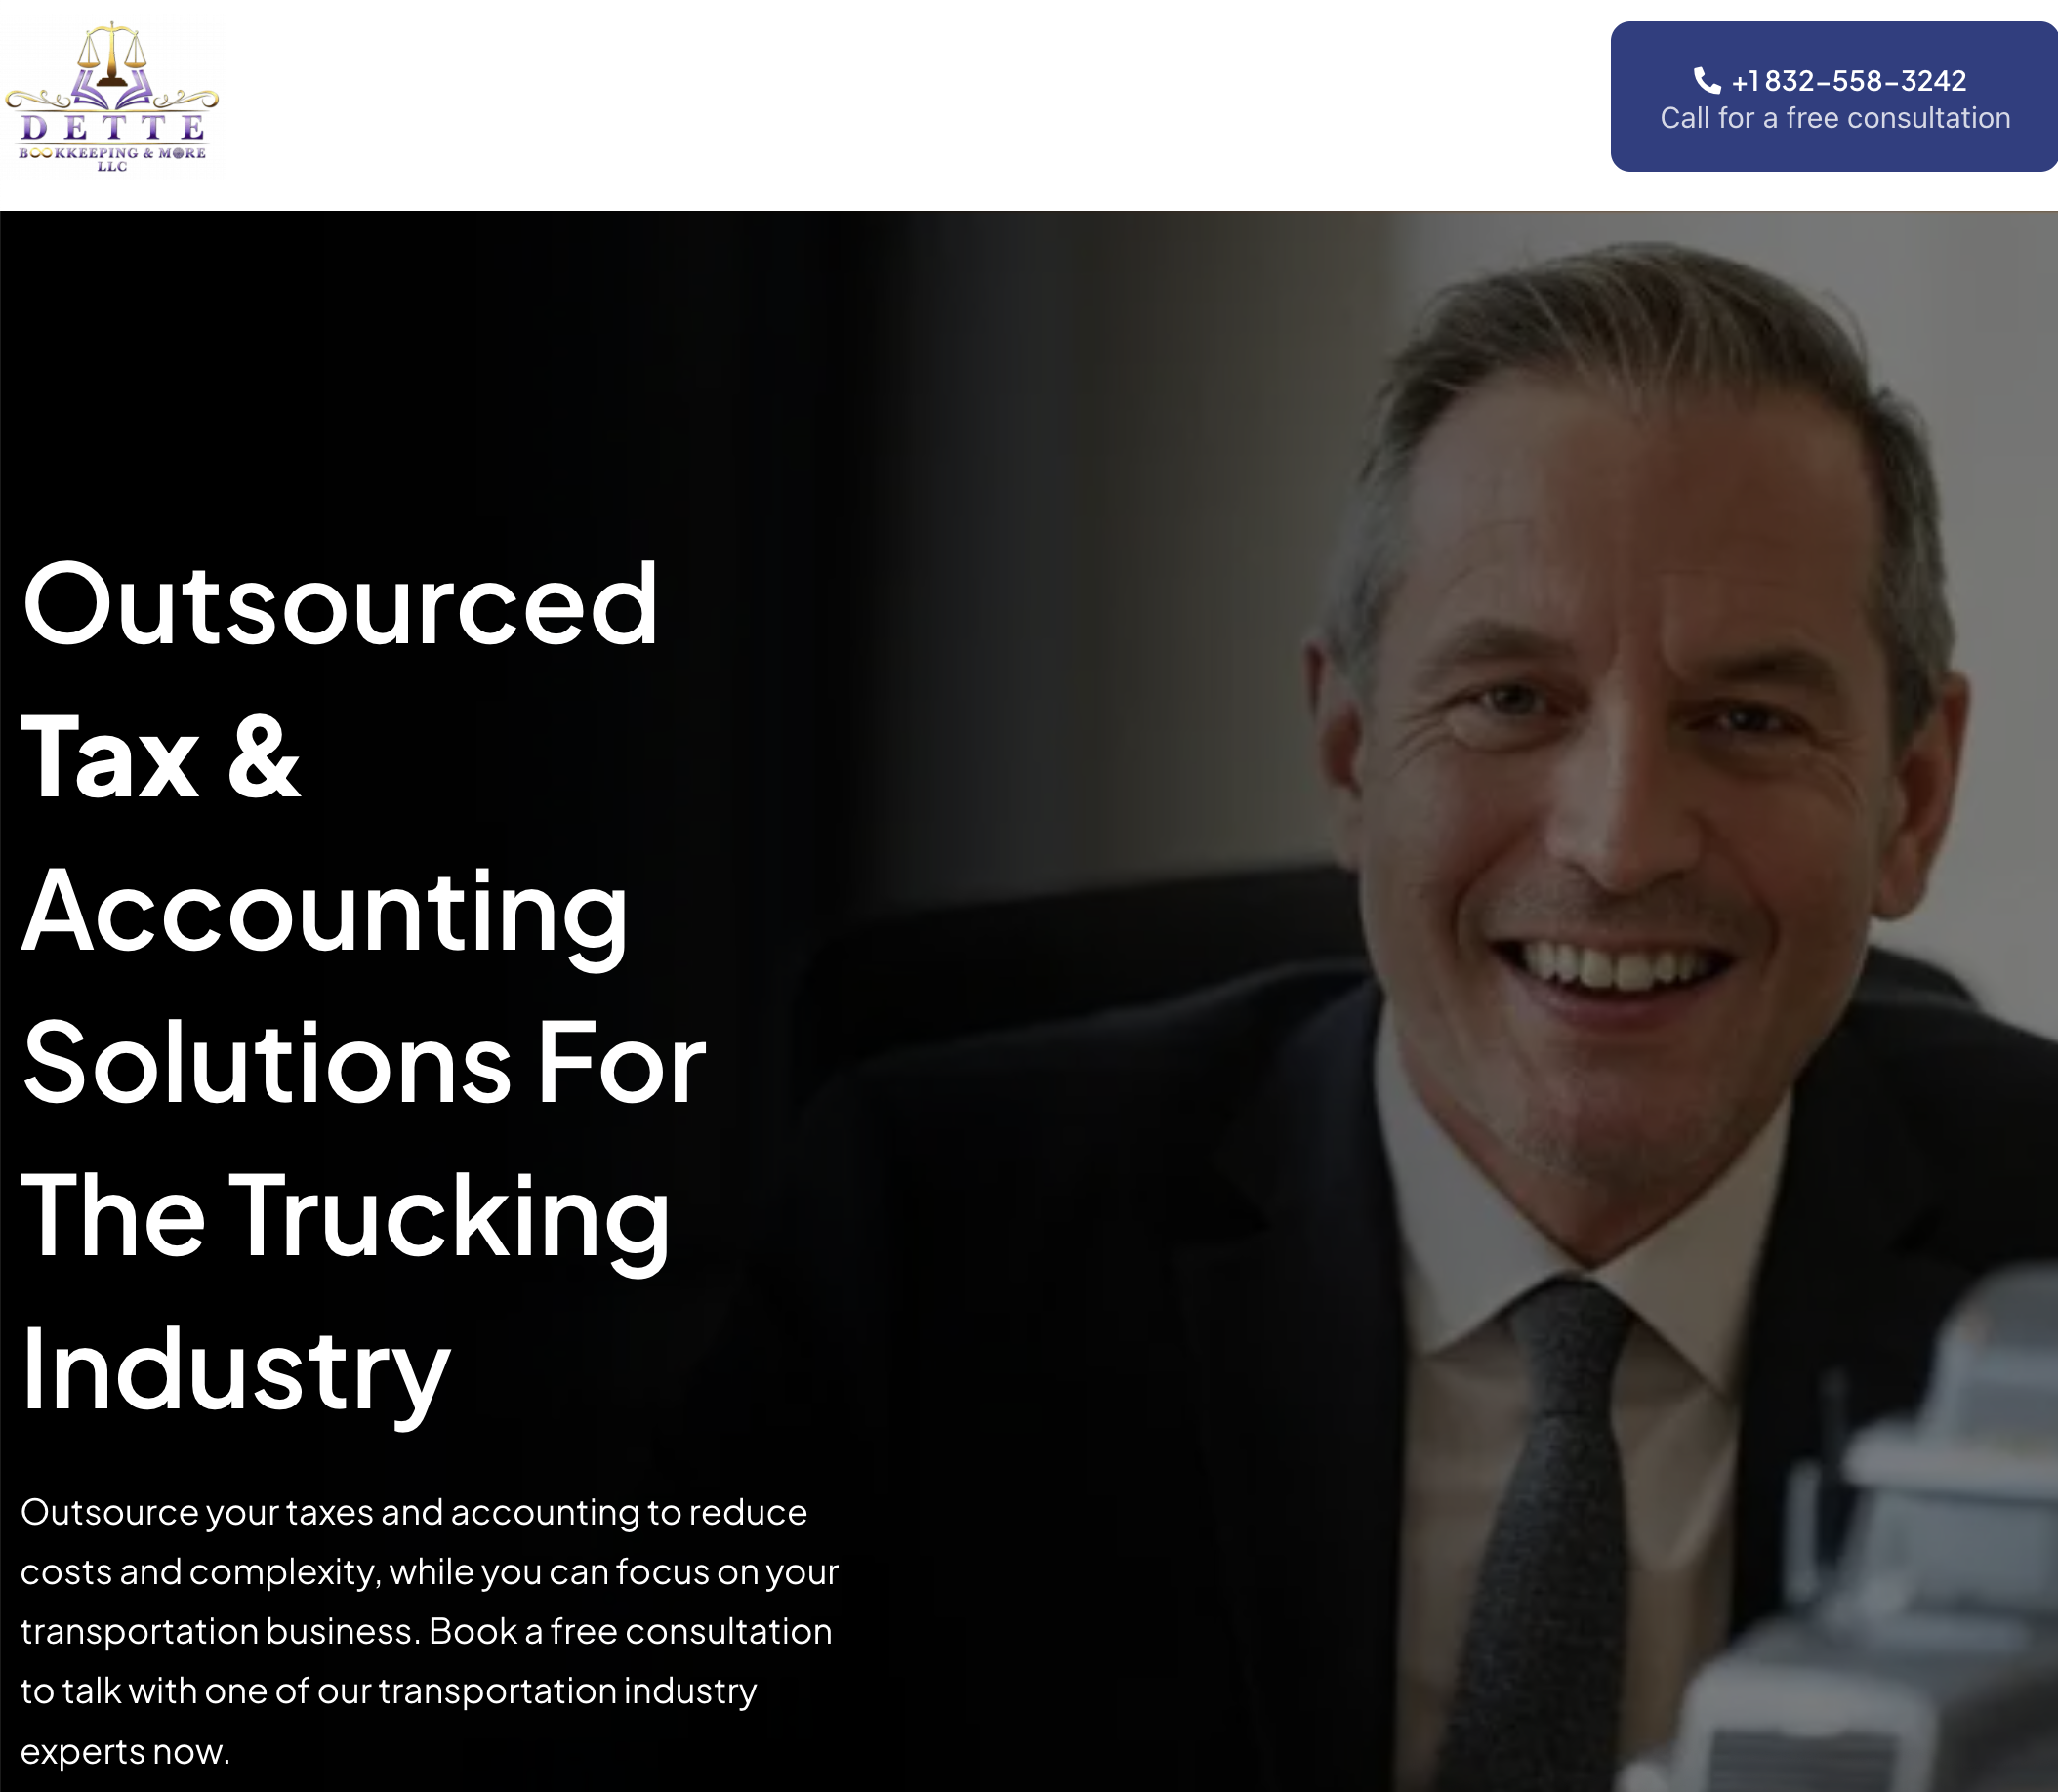 DETTE
BOOKKEEPING & MORE
LLC
+1 832-558-3242
Call for a free consultation
Outsourced
Tax &
Accounting
Solutions For
The Trucking
Industry
Outsource your taxes and accounting to reduce
costs and complexity, while you can focus on your
transportation business. Book a free consultation
to talk with one of our transportation industry
experts now.